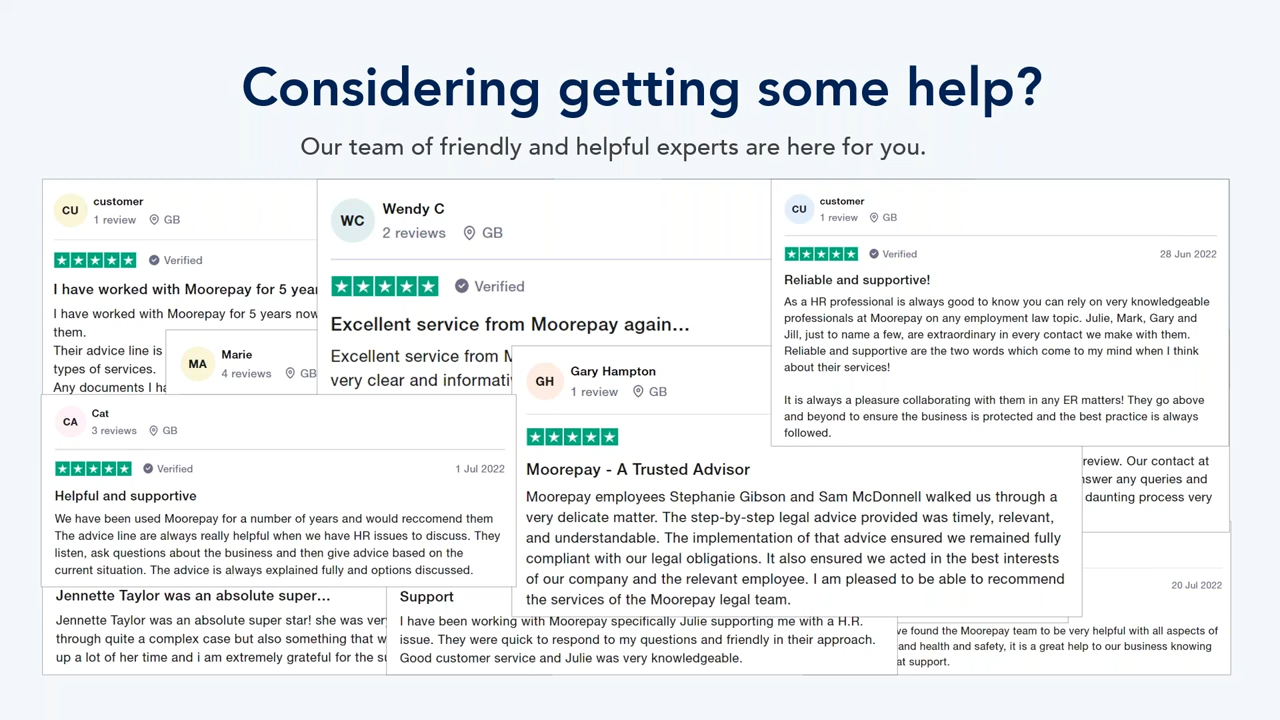 Considering getting some help?
Our team of friendly and helpful experts are here for you.
CU
customer
1 review GB
Verified
I have worked with Moorepay for 5
I have worked with Moorepay for 5 years now
them.
Their advice line is
types of services.
Any documents I
MA
Marie
4 reviews GB
WC
Wendy C
2 reviews GB
Verified
Excellent service from Moorepay again...
Excellent service from
very clear and
CU
customer
1 review GB
Verified 28 Jun 2022
Reliable and supportive!
As a HR professional is always good to know you can rely on very knowledgeable
professionals at Moorepay on any employment law topic. Julie, Mark, Gary and
Jill, just to name a few, are extraordinary in every contact we make with them.
Reliable and supportive are the two words which come to my mind when I think
about their services!
It is always a pleasure collaborating with them in any ER matters! They go above
and beyond to ensure the business is protected and the best practice is always
followed.
CA
Cat
3 reviews GB
Verified 1 Jul 2022
Helpful and supportive
We have been used Moorepay for a number of years and would reccomend them
The advice line are always really helpful when we have HR issues to discuss. They
listen, ask questions about the business and then give advice based on the
current situation. The advice is always explained fully and options discussed.
GH
Gary Hampton
1 review GB
Moorepay - A Trusted Advisor
Moorepay employees Stephanie Gibson and Sam McDonnell walked us through a
very delicate matter. The step-by-step legal advice provided was timely, relevant,
and understandable. The implementation of that advice ensured we remained fully
compliant with our legal obligations. It also ensured we acted in the best interests
of our company and the relevant employee. I am pleased to be able to recommend
the services of the Moorepay legal team.
review. Our contact at
any queries and
daunting process very
Jennette Taylor was an absolute super...
Jennette Taylor was an absolute super star! she was very
through quite a complex case but also something that
up a lot of her time and i am extremely grateful for the
Support
I have been working with Moorepay specifically Julie supporting me with a H.R.
issue. They were quick to respond to my questions and friendly in their approach.
Good customer service and Julie was very knowledgeable.
20 Jul 2022
found the Moorepay team to be very helpful with all aspects of
and health and safety, it is a great help to our business knowing
at support.